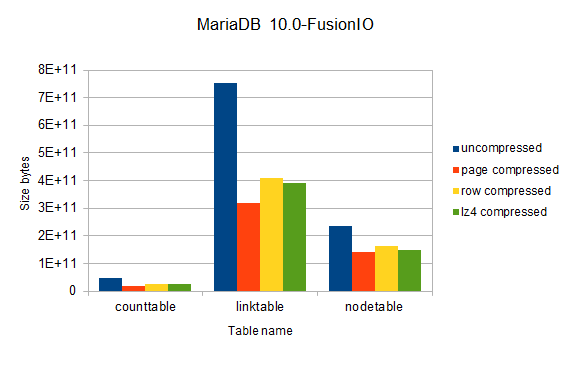 MariaDB 10.0-FusionIO
8E+11
7E+11
6E+11
5E+11
4E+11
3E+11
2E+11
1E+11
0
Size bytes
counttable
linktable
nodetable
Table name
uncompressed
page compressed
row compressed
lz4 compressed